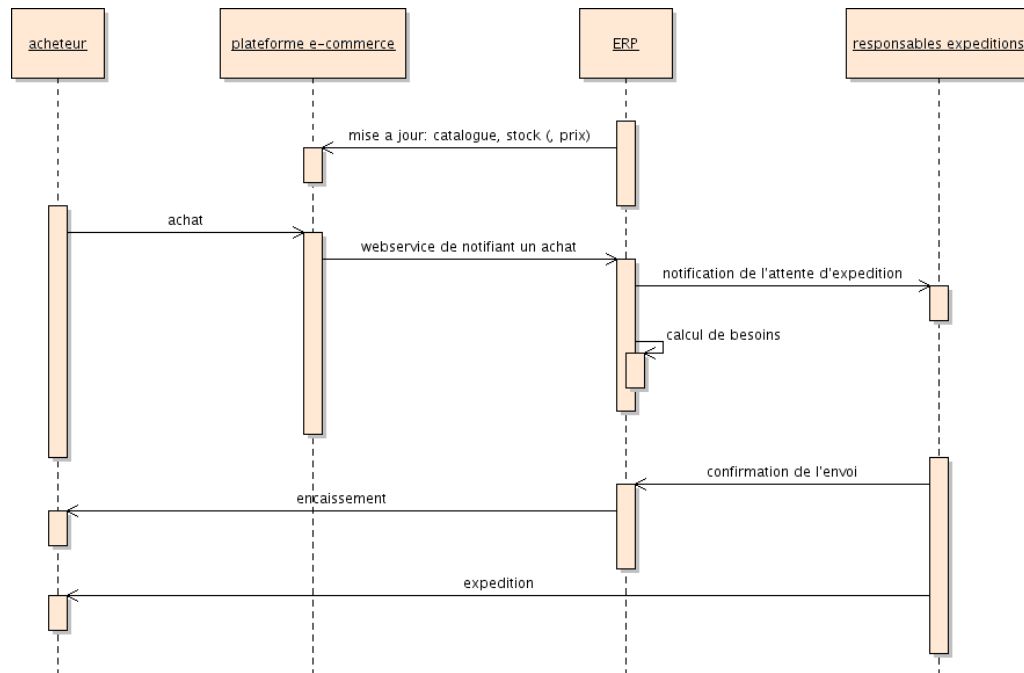 acheteur
plateforme e-commerce
ERP
responsables expeditions
mise a jour: catalogue, stock (, prix)
achat
webservice de notifiant un achat
notification de l'attente d'expedition
calcul de besoins
confirmation de l'envoi
encaissement
expedition